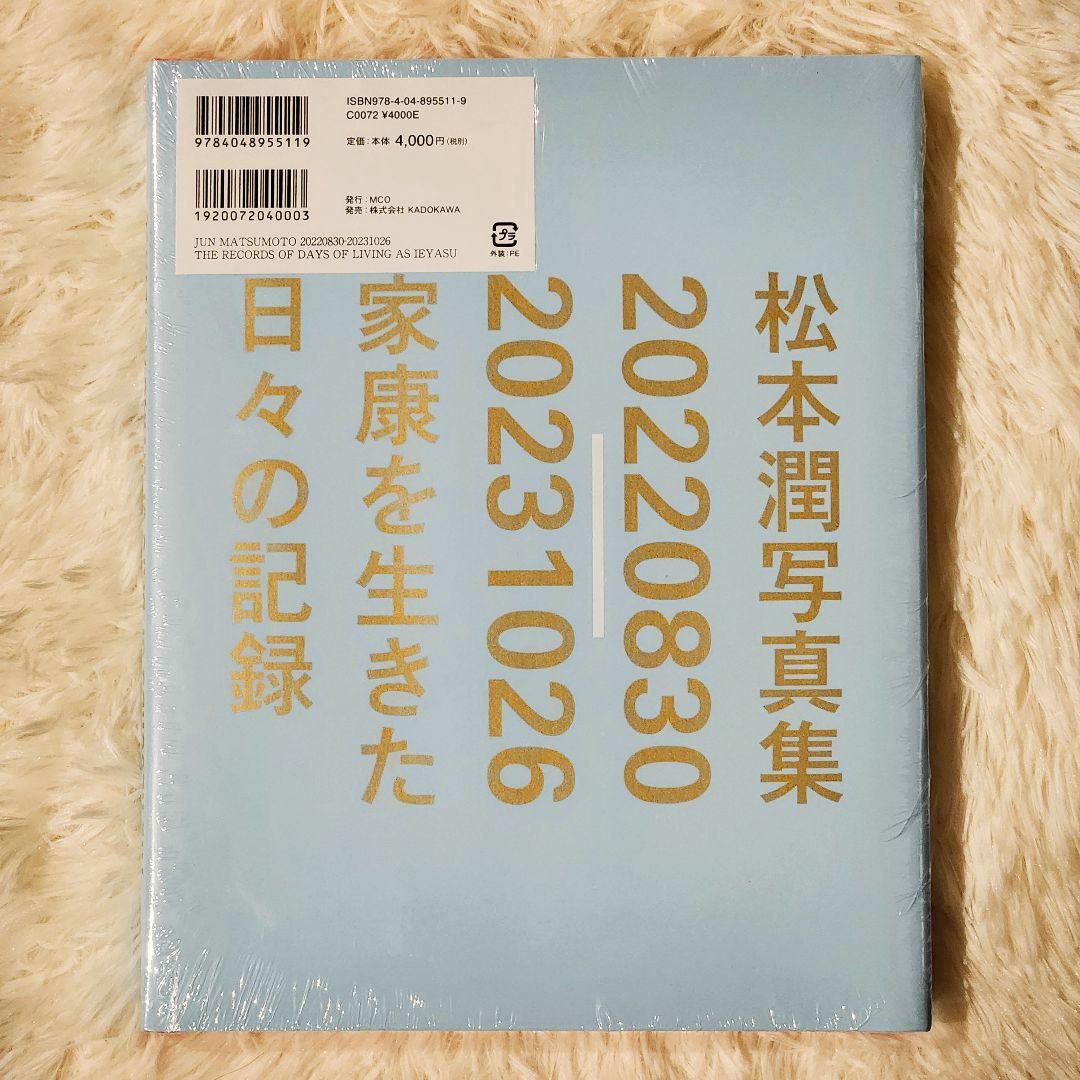 ISBN978-4-04-895511-9
C0072 ¥4000E
9784048955119
定価:本体 4,000円(税別)
1920072040003
発行:MCO
発売:株式会社 KADOKAWA
プラ
外装:PE
JUN MATSUMOTO 20220830-20231026
THE RECORDS OF DAYS OF LIVING AS IEYASU
松本潤写真集
20220830
20231026
家康を生きた
日々の記録